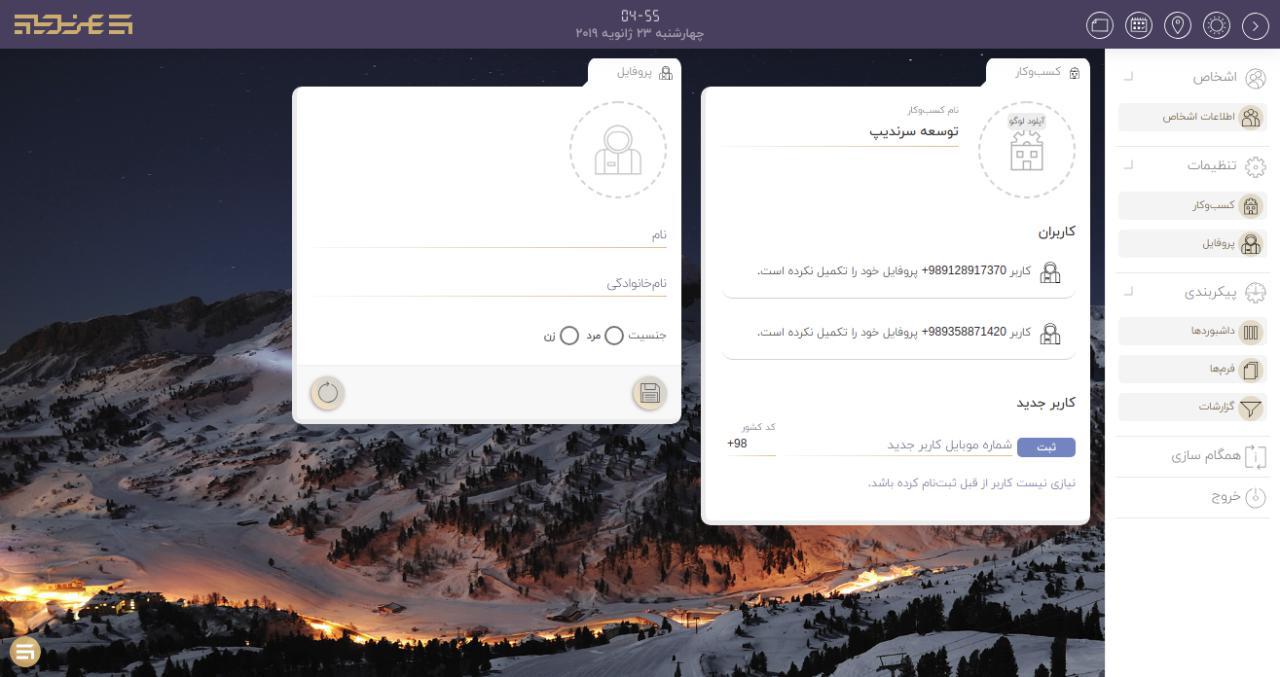 04-55
چهارشنبه ۲۳ ژانویه ۲۰۱۹
اشخاص
اطلاعات اشخاص
تنظیمات
کسب‌وکار
پروفایل
پیکربندی
داشبوردها
فرم‌ها
گزارشات
همگام سازی
خروج
کسب‌وکار
آپلود لوگو
نام کسب‌وکار
توسعه سرندیپ
کاربران
کاربر 989128917370+ پروفایل خود را تکمیل نکرده است.
کاربر 989358871420+ پروفایل خود را تکمیل نکرده است.
کاربر جدید
کد کشور
ثبت شماره موبایل کاربر جدید +98
نیازی نیست کاربر از قبل ثبت‌نام کرده باشد.
پروفایل
نام
نام‌خانوادگی
جنسیت مرد زن